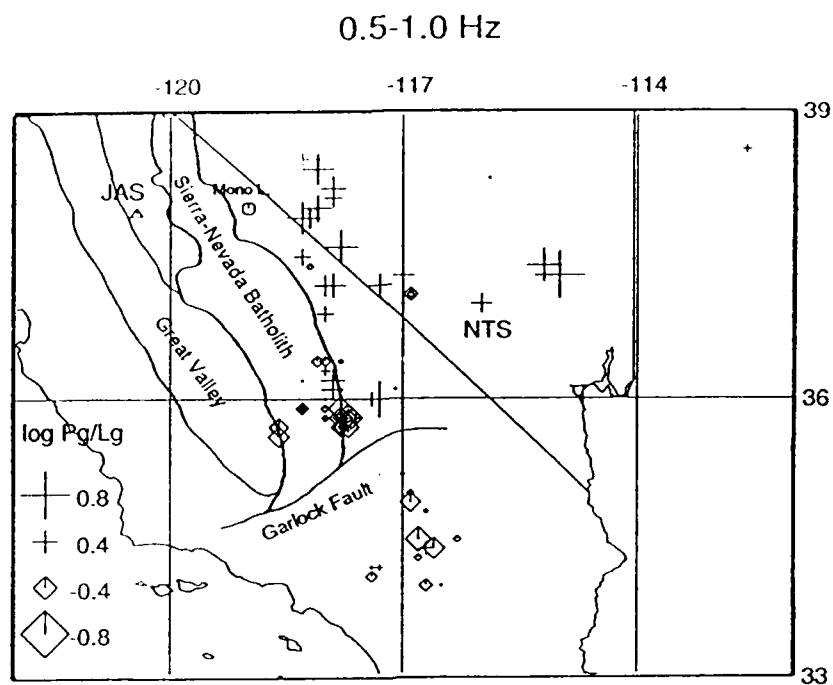 0.5-1.0 Hz
-120 -117 -114
39
JAS
Mono L.
Sierra-Nevada Batholith
NTS
Great Valley
36
log Pg/Lg
0.8
0.4
-0.4
-0.8
Garlock Fault
33